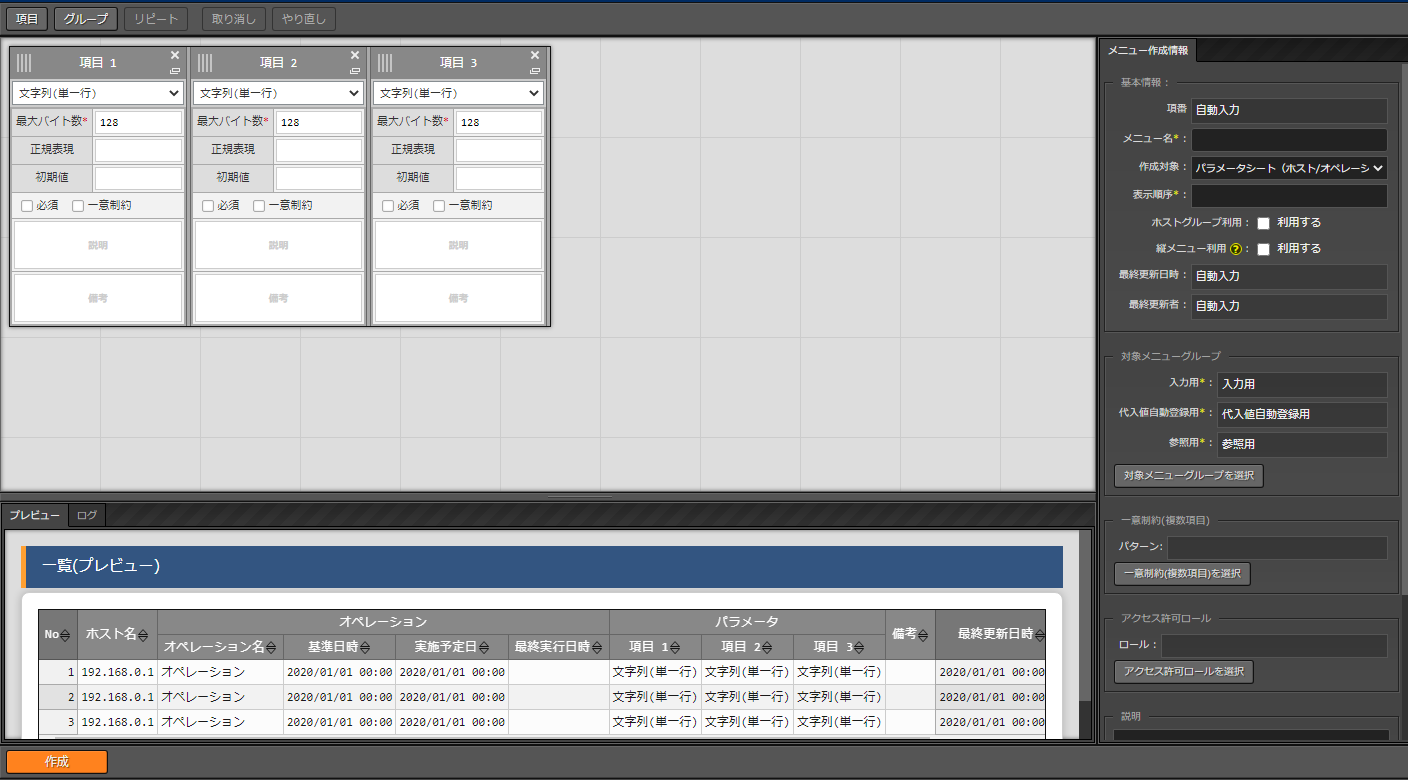 項目 グループ リピート 取り消し やり直し
項目 1 項目 2 項目 3
文字列(単一行) 文字列(単一行) 文字列(単一行)
最大バイト数* 128 最大バイト数* 128 最大バイト数* 128
正規表現 正規表現 正規表現
初期値 初期値 初期値
必須 一意制約 必須 一意制約 必須 一意制約
説明 説明 説明
備考 備考 備考
メニュー作成情報
基本情報：
項番 自動入力
メニュー名*：
作成対象： パラメータシート（ホスト/オペレーシ
表示順序*：
ホストグループ利用： 利用する
縦メニュー利用 ?： 利用する
最終更新日時： 自動入力
最終更新者： 自動入力
対象メニューグループ
入力用*： 入力用
代入値自動登録用*： 代入値自動登録用
参照用*： 参照用
対象メニューグループを選択
一意制約(複数項目)
パターン:
一意制約(複数項目)を選択
アクセス許可ロール
ロール：
アクセス許可ロールを選択
説明
プレビュー ログ
一覧(プレビュー)
No ホスト名 オペレーション パラメータ 備考 最終更新日時
オペレーション名 基準日時 実施予定日 最終実行日時 項目 1 項目 2 項目 3
1 192.168.0.1 オペレーション 2020/01/01 00:00 2020/01/01 00:00 文字列(単一行) 文字列(単一行) 文字列(単一行) 2020/01/01 00:00
2 192.168.0.1 オペレーション 2020/01/01 00:00 2020/01/01 00:00 文字列(単一行) 文字列(単一行) 文字列(単一行) 2020/01/01 00:00
3 192.168.0.1 オペレーション 2020/01/01 00:00 2020/01/01 00:00 文字列(単一行) 文字列(単一行) 文字列(単一行) 2020/01/01 00:00
作成